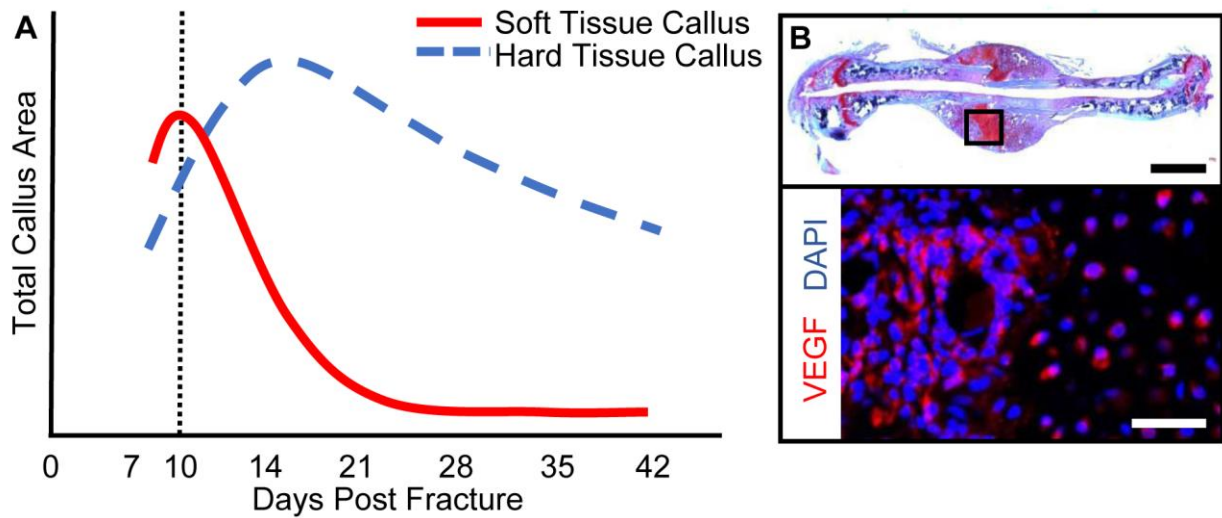 A
Soft Tissue Callus
Hard Tissue Callus
Total Callus Area
0 7 10 14 21 28 35 42
Days Post Fracture
B
VEGF DAPI